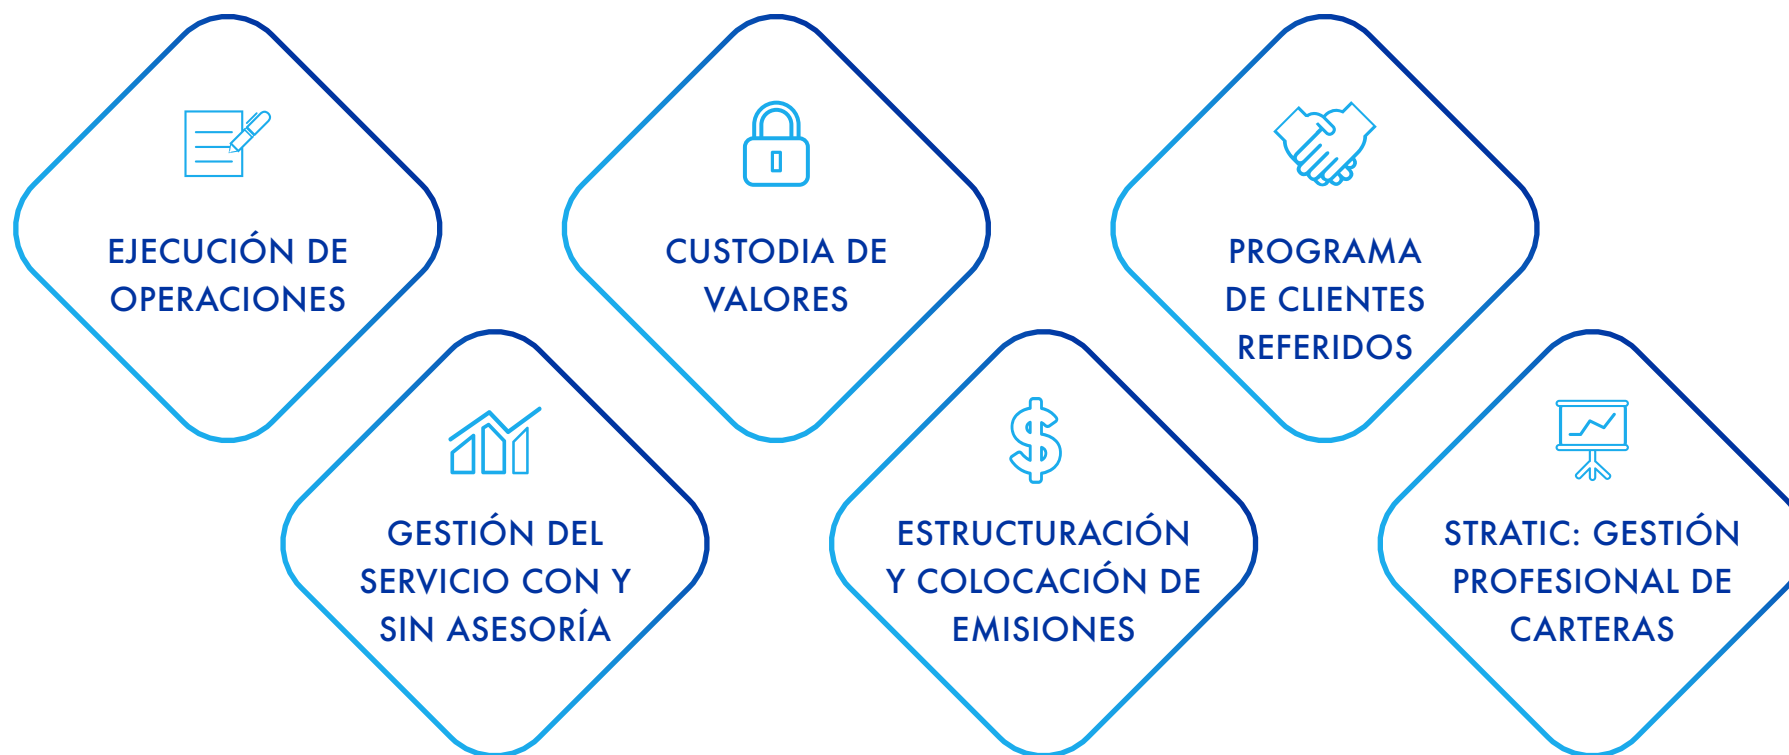 EJECUCIÓN DE
OPERACIONES
CUSTODIA DE
VALORES
PROGRAMA
DE CLIENTES
REFERIDOS
GESTIÓN DEL
SERVICIO CON Y
SIN ASESORÍA
ESTRUCTURACIÓN
Y COLOCACIÓN DE
EMISIONES
STRATIC: GESTIÓN
PROFESIONAL DE
CARTERAS